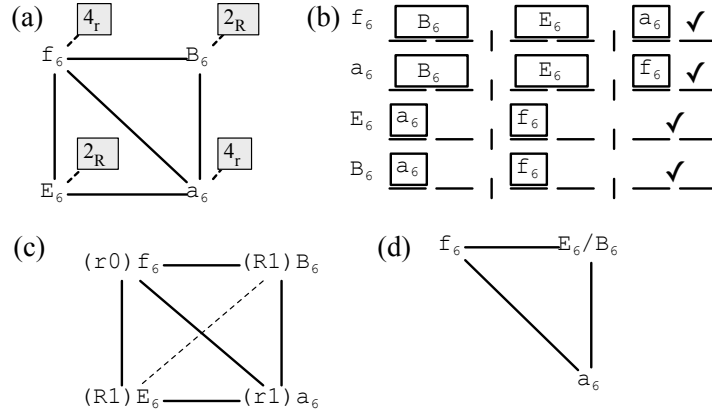 (a)
4r 2R
f6 B6
2R 4r
E6 a6
(b)
f6 B6 | E6 | a6 ✓
a6 B6 | E6 | f6 ✓
E6 a6 | f6 | ✓
B6 a6 | f6 | ✓
(c)
(r0) f6 (R1) B6
(R1) E6 (r1) a6
(d)
f6 E6/B6
a6